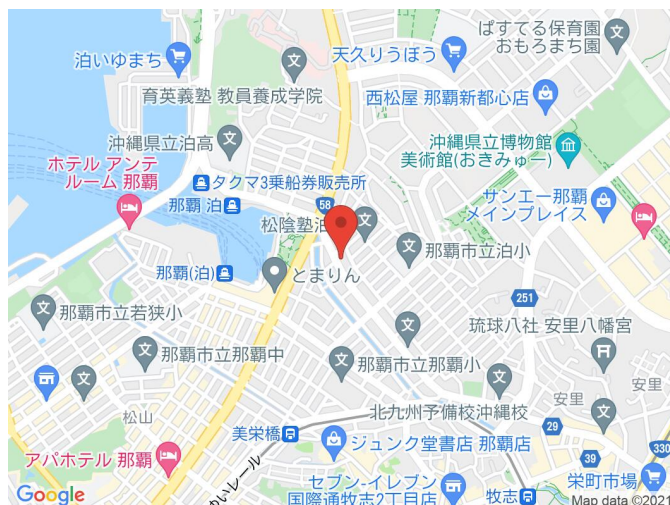 ぱすてる保育園
おもろまち園
泊いゆまち
天久りうぼう
育英義塾 教員養成学院
西松屋 那覇新都心店
沖縄県立泊高
沖縄県立博物館
美術館(おきみゅー)
ホテル アンテ
ルーム 那覇
タクマ3乗船券販売所
サンエー那覇
メインプレイス
那覇 泊
58
松陰塾泊
那覇市立泊小
那覇(泊)
とまりん
251
那覇市立若狭小
琉球八社 安里八幡宮
那覇市立那覇中
那覇市立那覇小
安里
安里
松山
北九州予備校沖縄校
29
美栄橋
330
アパホテル 那覇
ジュンク堂書店 那覇店
39
栄町市場
ゆいレール
セブン-イレブン
国際通牧志2丁目店
牧志
Google
Map data ©2021